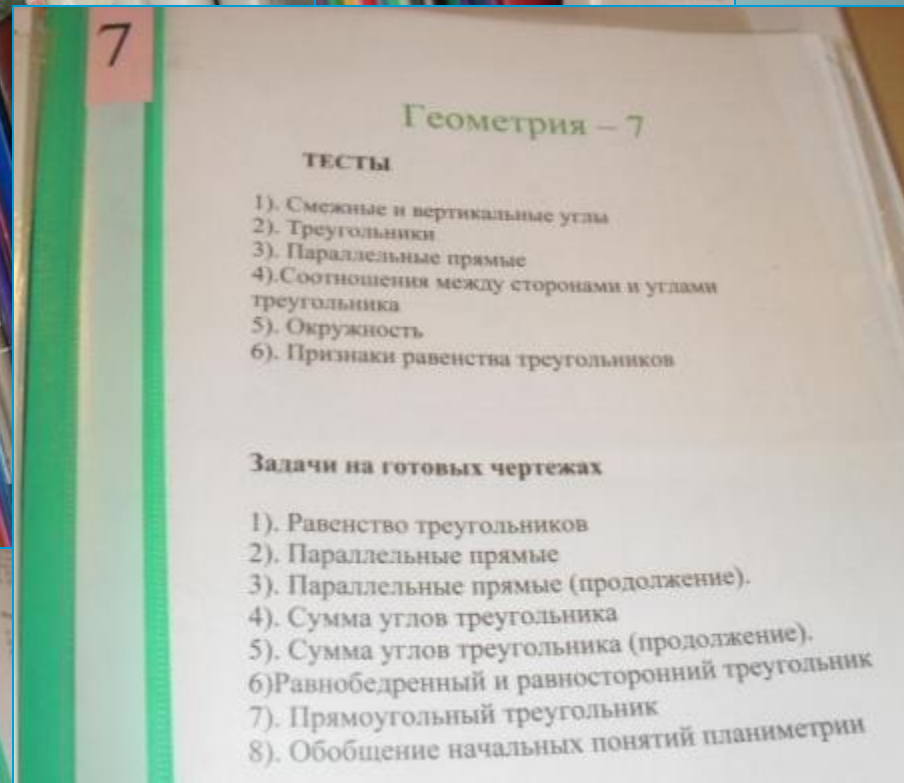 7
Геометрия – 7
ТЕСТЫ
1). Смежные и вертикальные углы
2). Треугольники
3). Параллельные прямые
4).Соотношения между сторонами и углами
треугольника
5). Окружность
6). Признаки равенства треугольников
Задачи на готовых чертежах
1). Равенство треугольников
2). Параллельные прямые
3). Параллельные прямые (продолжение).
4). Сумма углов треугольника
5). Сумма углов треугольника (продолжение).
6)Равнобедренный и равносторонний треугольник
7). Прямоугольный треугольник
8). Обобщение начальных понятий планиметрии